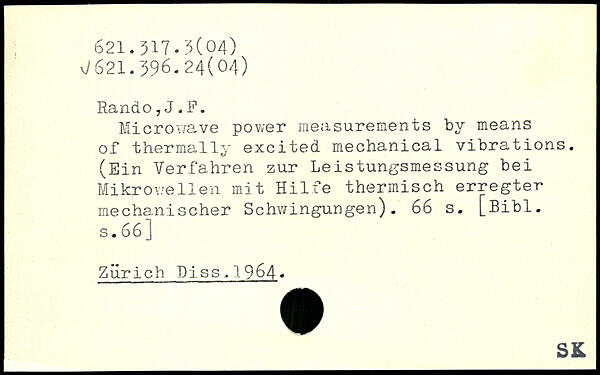 621.317.3(04)
√621.396.24(04)
Rando,J.F.
Microwave power measurements by means
of thermally excited mechanical vibrations.
(Ein Verfahren zur Leistungsmessung bei
Mikrowellen mit Hilfe thermisch erregter
mechanischer Schwingungen). 66 s. [Bibl.
s.66]
Zürich Diss.1964.
SK